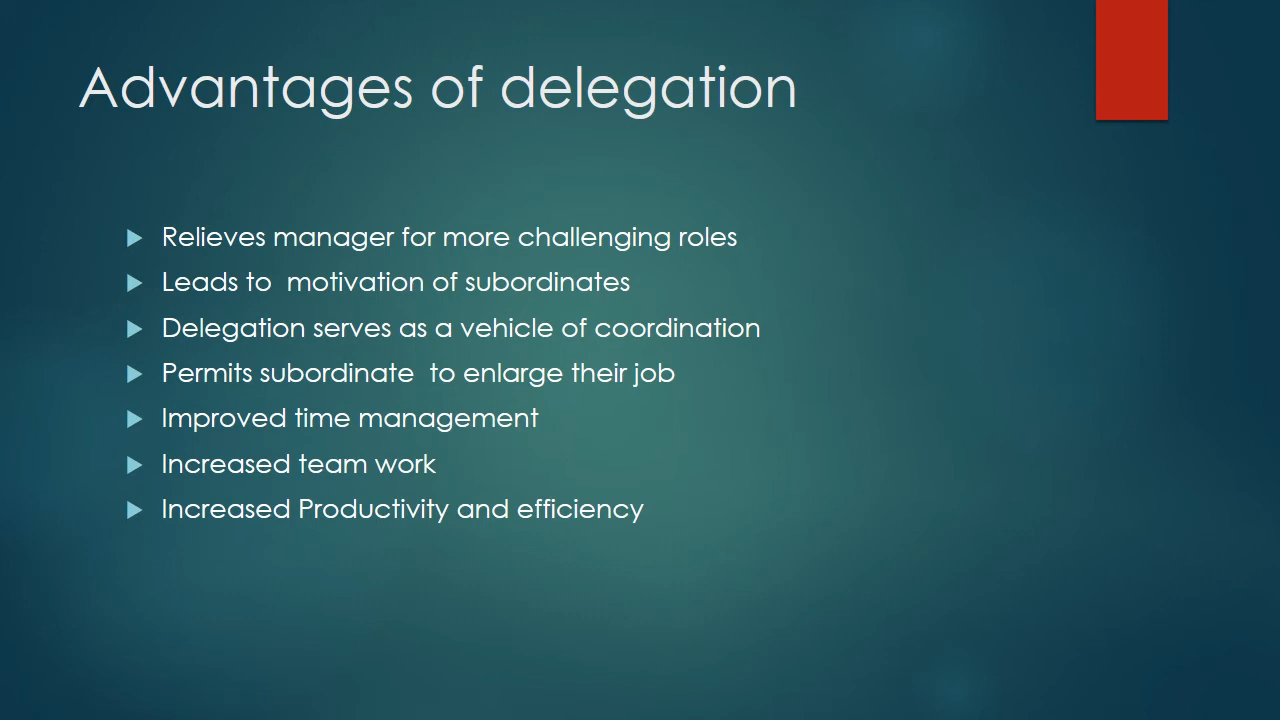 Advantages of delegation
Relieves manager for more challenging roles
Leads to  motivation of subordinates
Delegation serves as a vehicle of coordination
Permits subordinate  to enlarge their job
Improved time management
Increased team work
Increased Productivity and efficiency